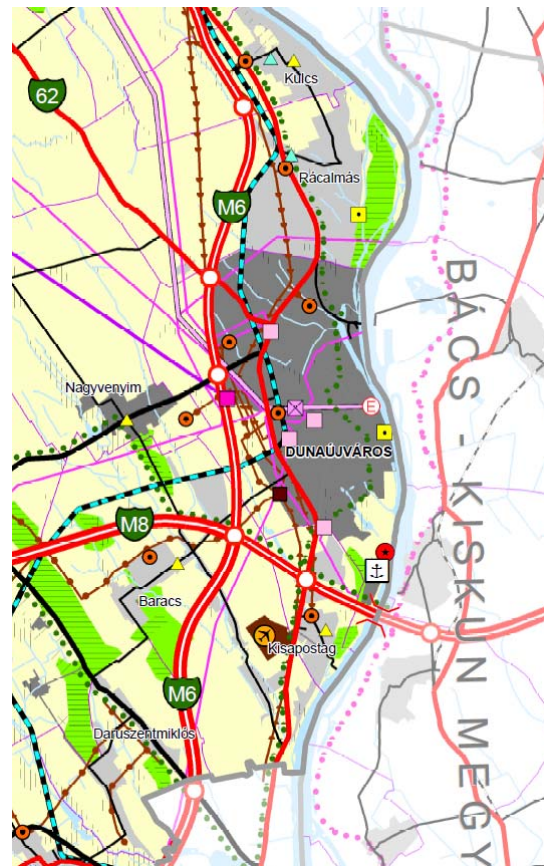 Kulcs
62
Rácalmás
M6
BÁCS - KISKUN MEGY
Nagyvenyim
E
DUNAÚJVÁROS
M8
Baracs
Kisapostag
M6
Daruszentmiklós